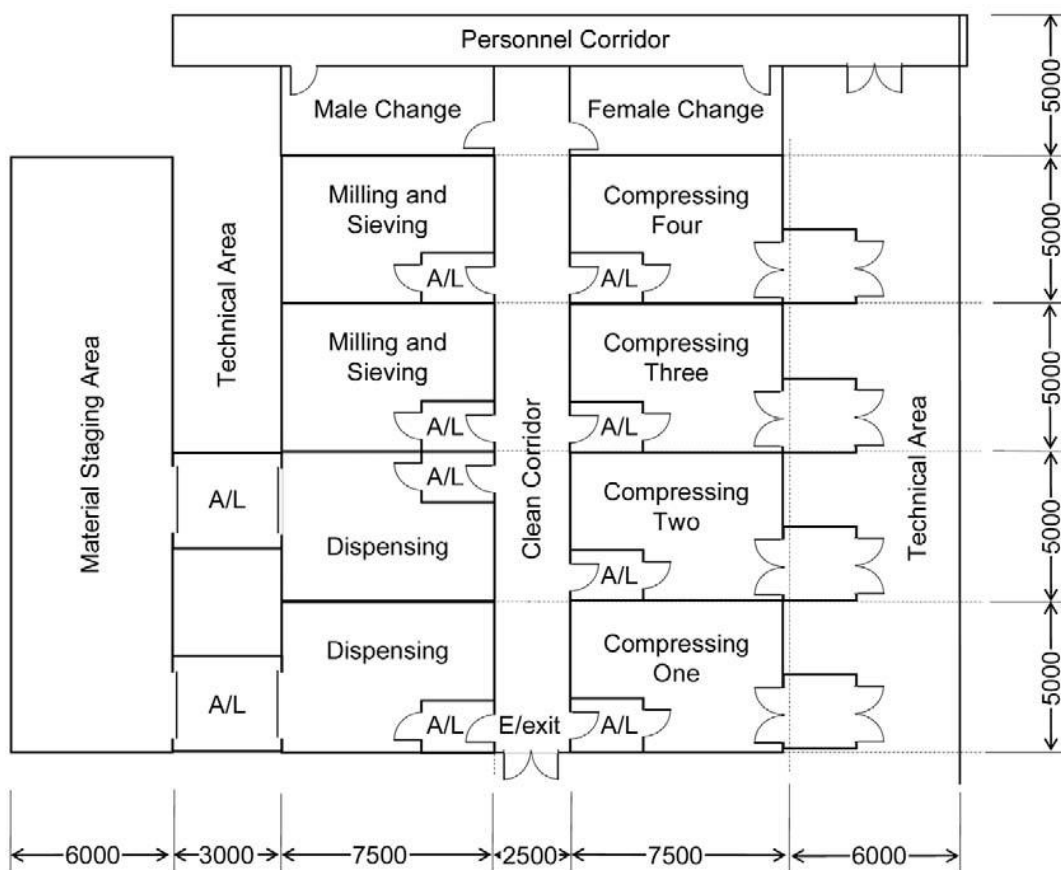 Personnel Corridor
Male Change
Female Change
5000
Milling and
Sieving
Compressing
Four
5000
A/L
A/L
Technical Area
Milling and
Sieving
Compressing
Three
5000
A/L
A/L
Material Staging Area
A/L
A/L
Clean Corridor
Compressing
Two
Technical Area
5000
Dispensing
A/L
Dispensing
Compressing
One
5000
A/L
A/L
E/exit
A/L
6000
3000
7500
2500
7500
6000